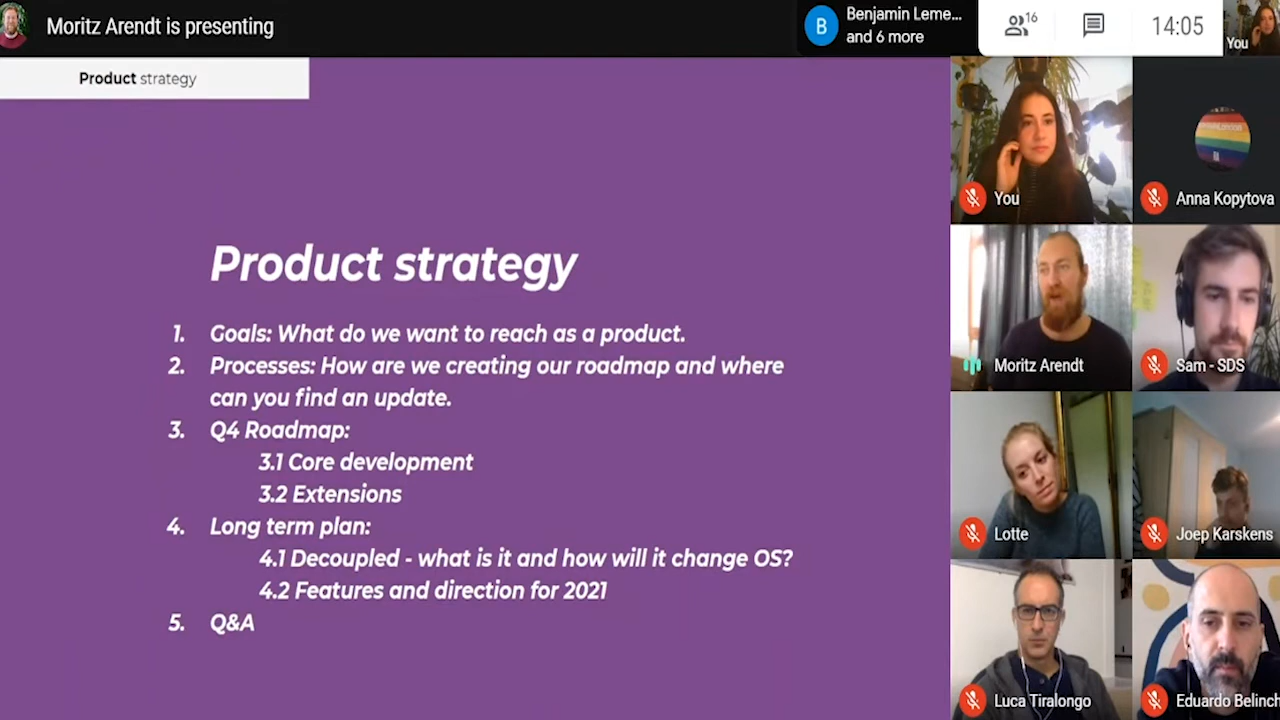 Moritz Arendt is presenting
B
Benjamin Leme...
and 6 more
16
14:05
You
Product strategy
Product strategy
1. Goals: What do we want to reach as a product.
2. Processes: How are we creating our roadmap and where
can you find an update.
3. Q4 Roadmap:
3.1 Core development
3.2 Extensions
4. Long term plan:
4.1 Decoupled - what is it and how will it change OS?
4.2 Features and direction for 2021
5. Q&A
You
Anna Kopytova
Moritz Arendt
Sam - SDS
Lotte
Joep Karskens
Luca Tiralongo
Eduardo Belinch